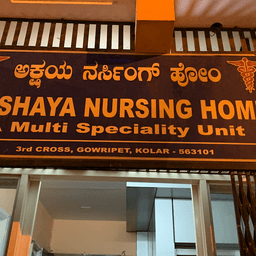 ಅಕ್ಷಯ ನರ್ಸಿಂಗ್ ಹೋಂ
SHAYA NURSING HOM
Multi Speciality Unit
3rd CROSS, GOWRIPET, KOLAR - 563101